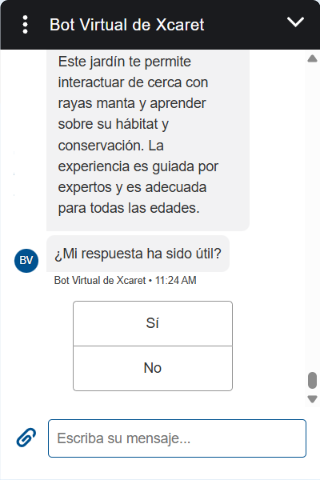 Bot Virtual de Xcaret
Este jardín te permite
interactuar de cerca con
rayas manta y aprender
sobre su hábitat y
conservación. La
experiencia es guiada por
expertos y es adecuada
para todas las edades.
¿Mi respuesta ha sido útil?
BV
Bot Virtual de Xcaret • 11:24 AM
Sí
No
Escriba su mensaje...